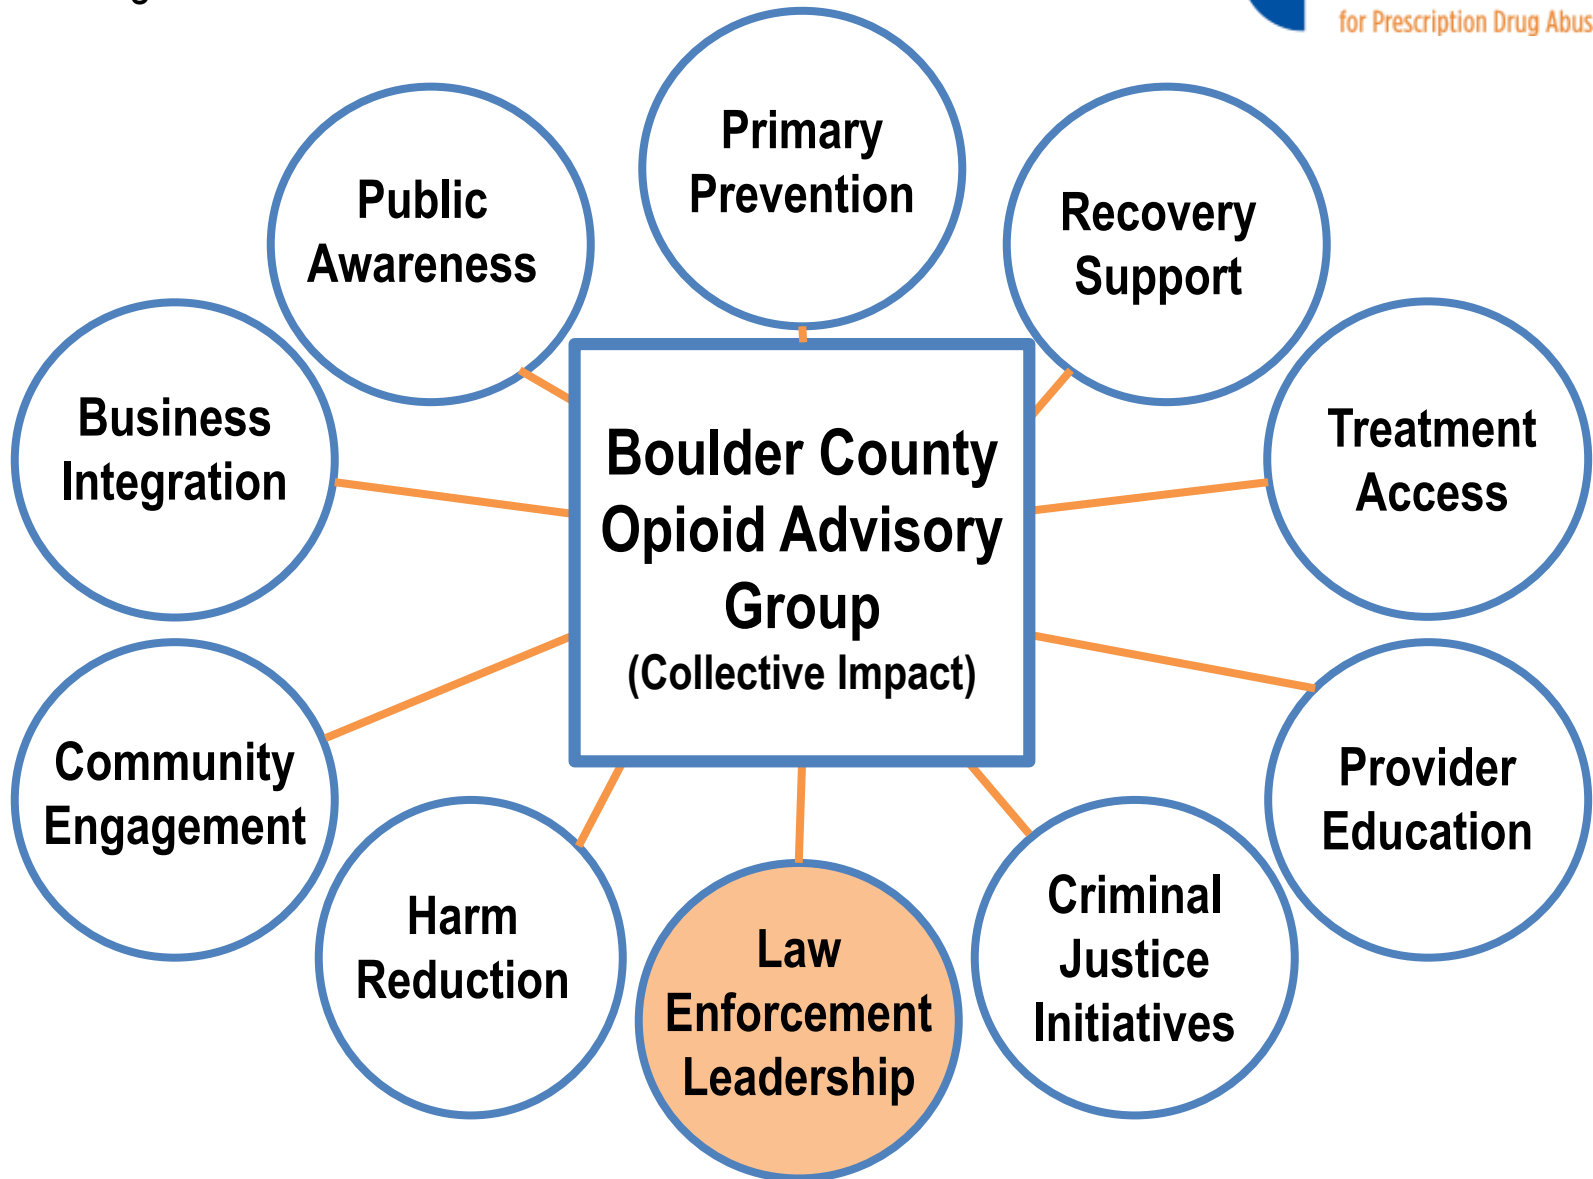 for Prescription Drug Abus
Primary
Prevention
Public
Awareness
Recovery
Support
Business
Integration
Treatment
Access
Boulder County
Opioid Advisory
Group
(Collective Impact)
Community
Engagement
Provider
Education
Harm
Reduction
Law
Enforcement
Leadership
Criminal
Justice
Initiatives